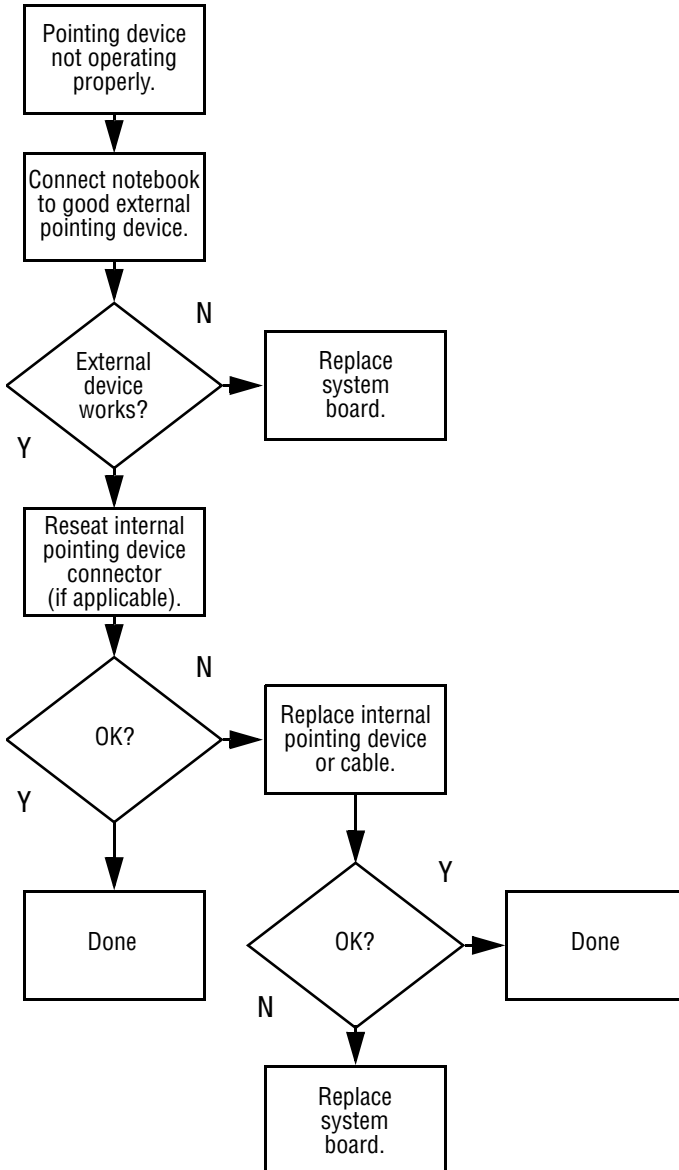 Pointing device
not operating
properly.
Connect notebook
to good external
pointing device.
N
External
device
works?
Replace
system
board.
Y
Reseat internal
pointing device
connector
(if applicable).
N
OK?
Replace internal
pointing device
or cable.
Y
Y
Done
OK?
Done
N
Replace
system
board.